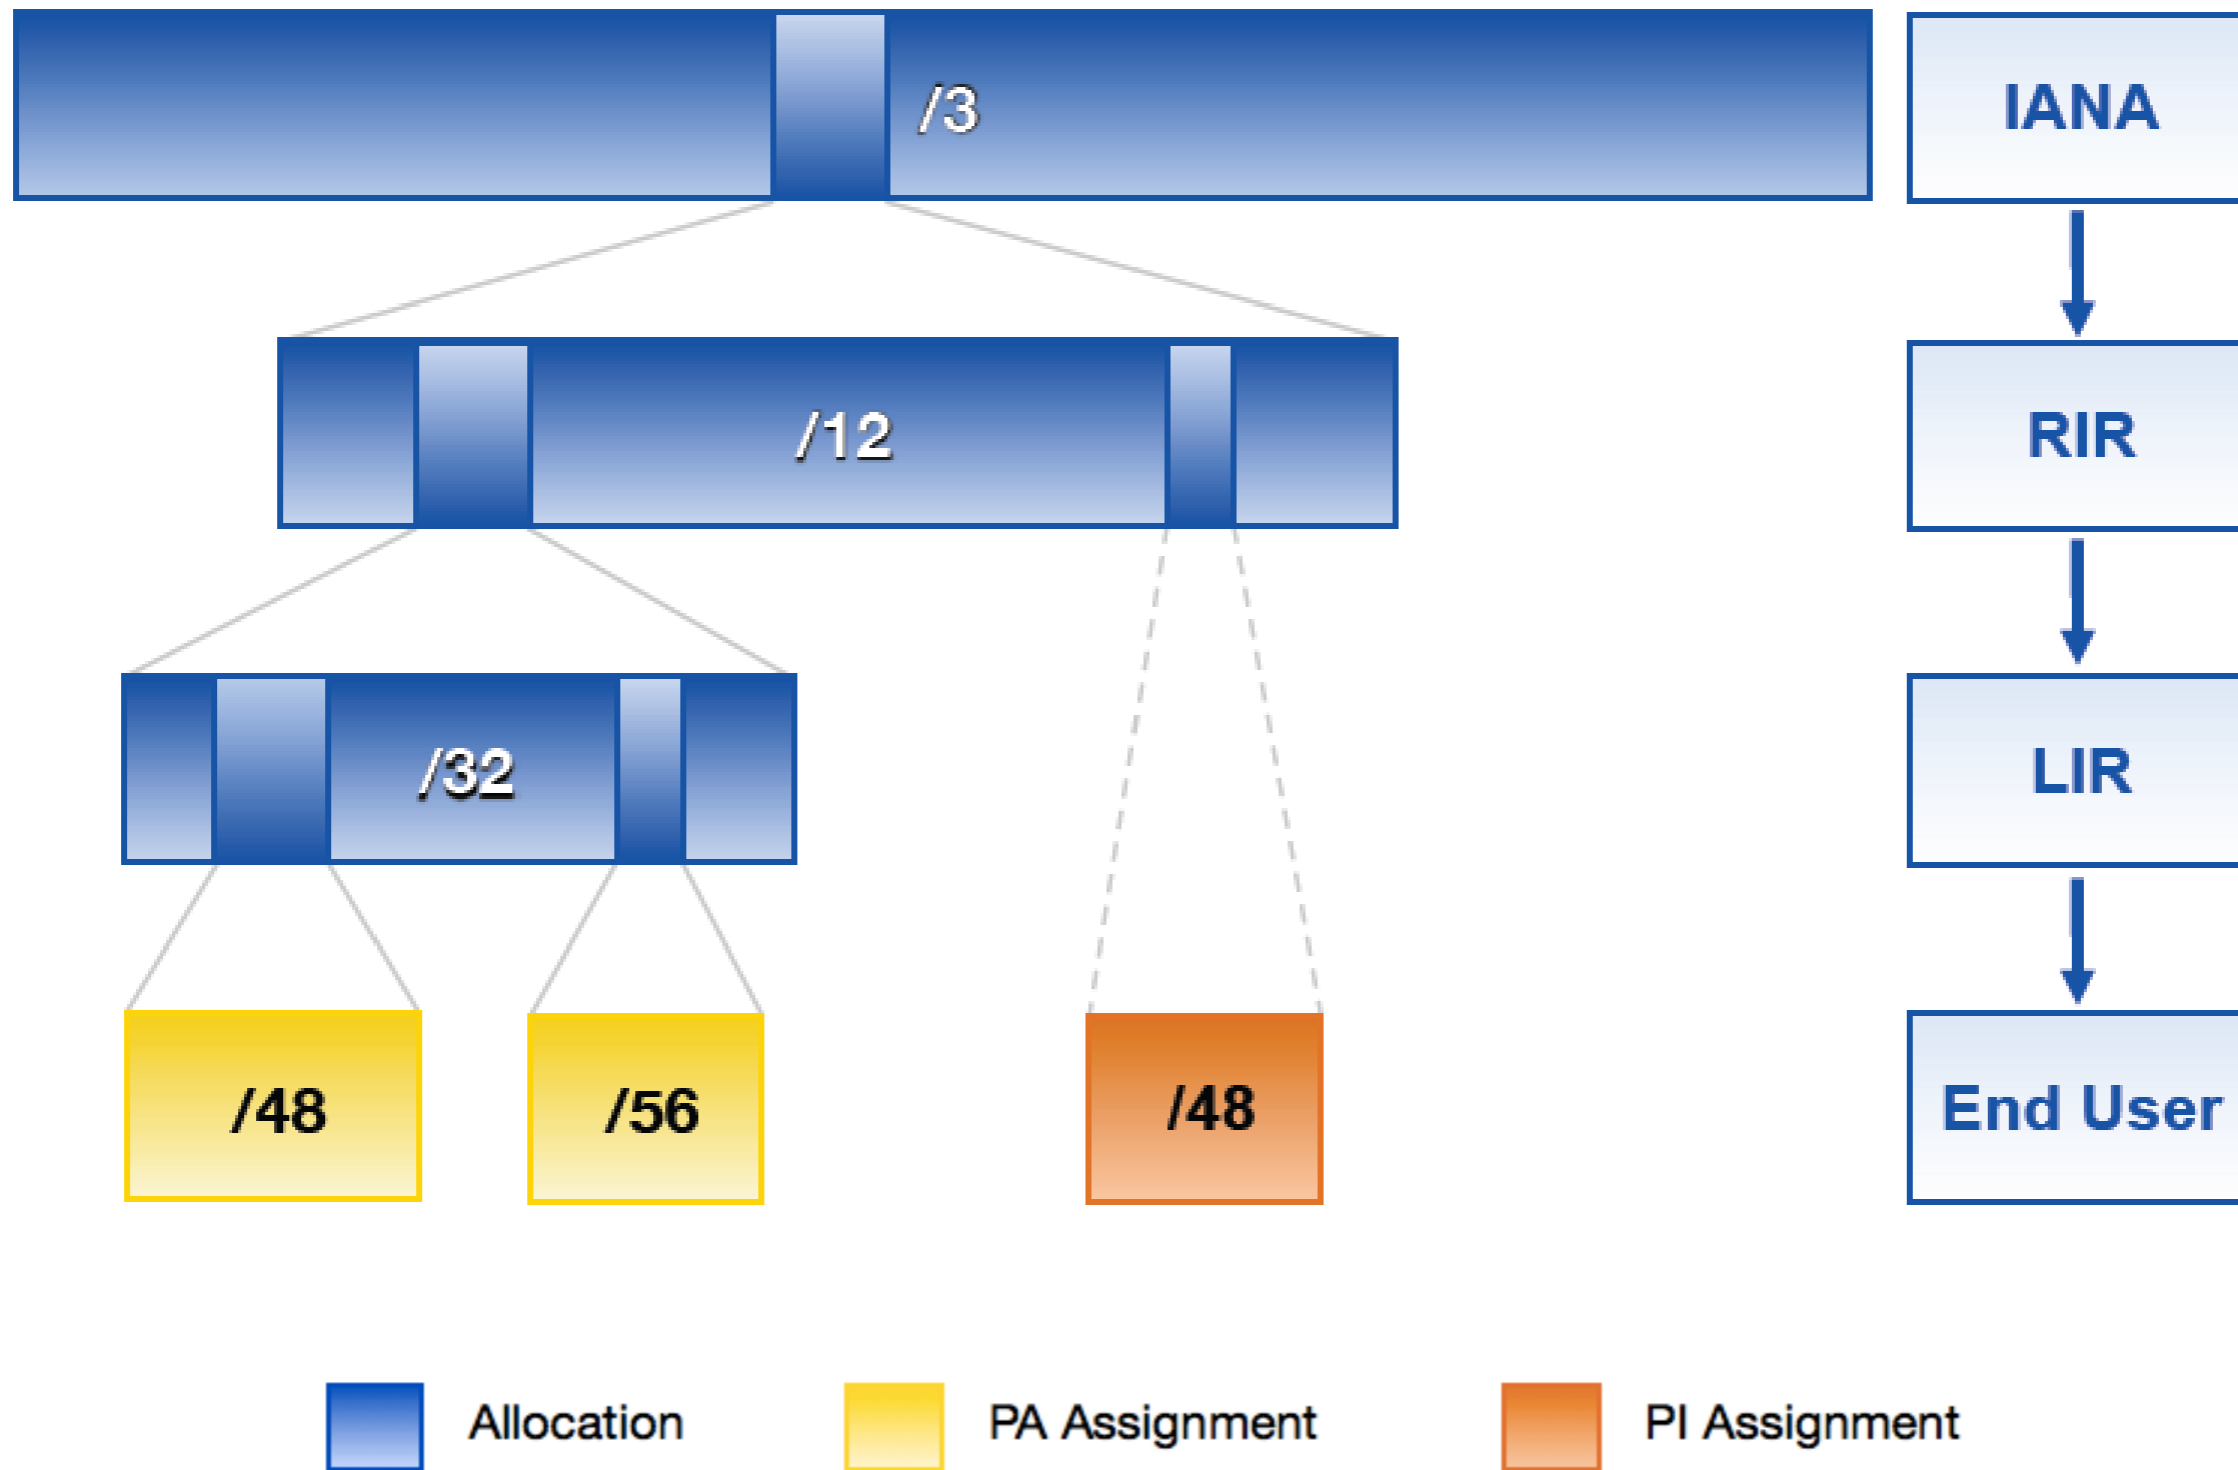 /3
IANA
/12
RIR
/32
LIR
/48
/56
/48
End User
Allocation
PA Assignment
PI Assignment